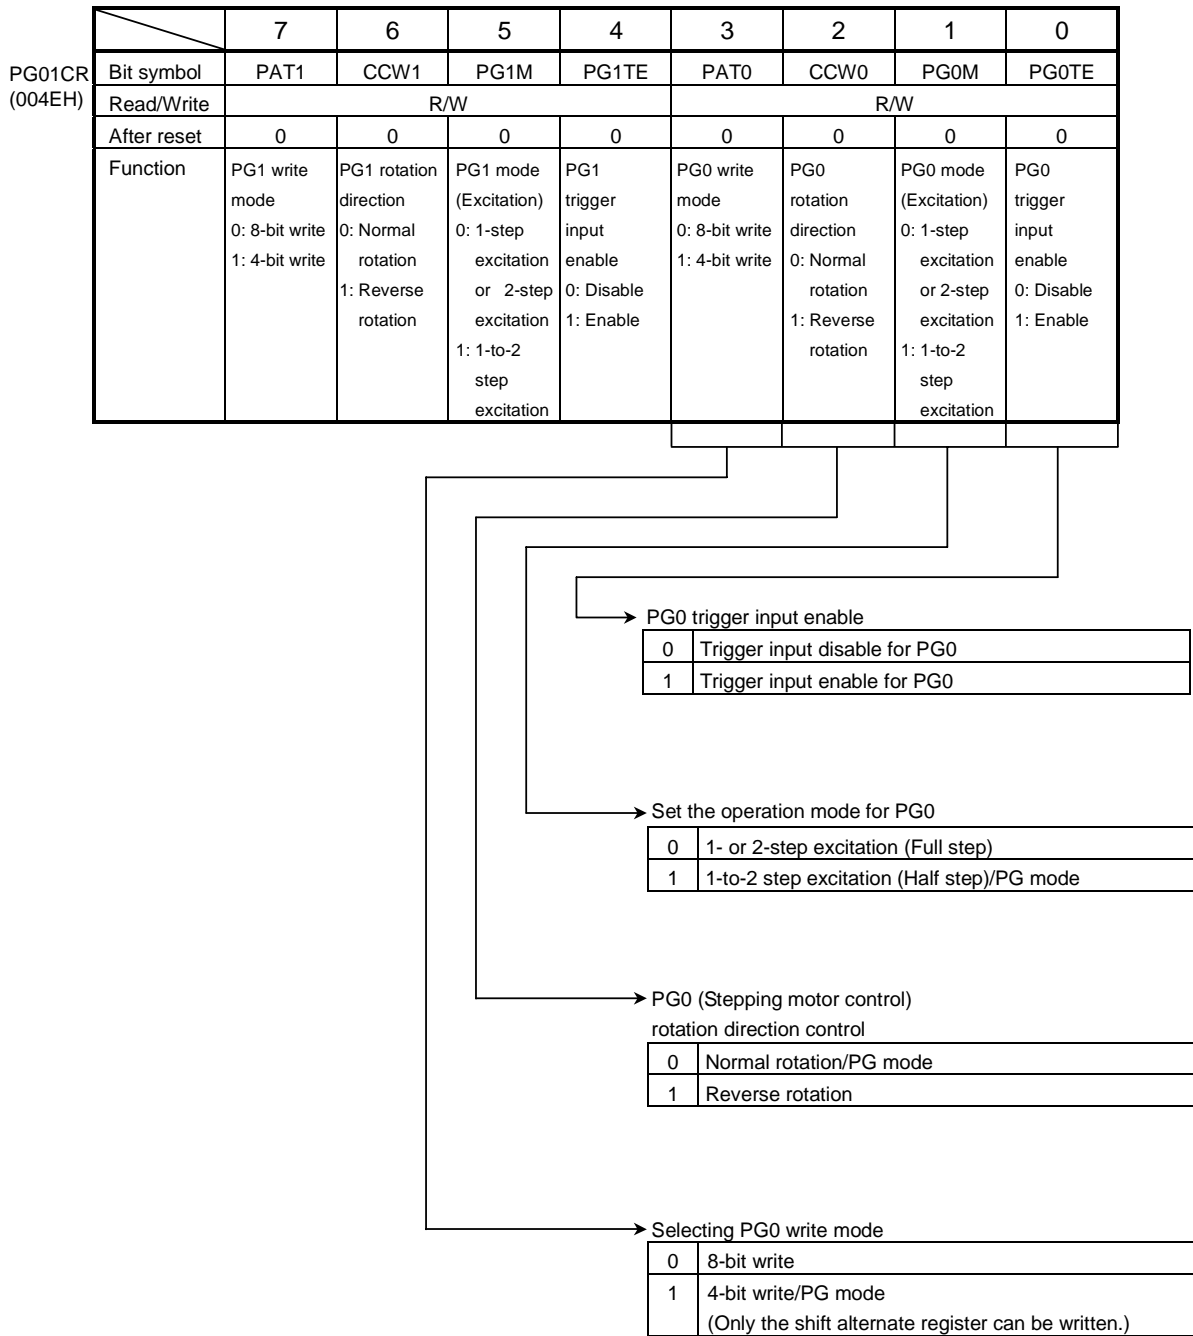 7 6 5 4 3 2 1 0
PG01CR
(004EH)
Bit symbol PAT1 CCW1 PG1M PG1TE PAT0 CCW0 PG0M PG0TE
Read/Write R/W R/W
After reset 0 0 0 0 0 0 0 0
Function
PG1 write
mode
0: 8-bit write
1: 4-bit write
PG1 rotation
direction
0: Normal
rotation
1: Reverse
rotation
PG1 mode
(Excitation)
0: 1-step
excitation
or 2-step
excitation
1: 1-to-2
step
excitation
PG1
trigger
input
enable
0: Disable
1: Enable
PG0 write
mode
0: 8-bit write
1: 4-bit write
PG0
rotation
direction
0: Normal
rotation
1: Reverse
rotation
PG0 mode
(Excitation)
0: 1-step
excitation
or 2-step
excitation
1: 1-to-2
step
excitation
PG0
trigger
input
enable
0: Disable
1: Enable
PG0 trigger input enable
0 Trigger input disable for PG0
1 Trigger input enable for PG0
Set the operation mode for PG0
0 1- or 2-step excitation (Full step)
1 1-to-2 step excitation (Half step)/PG mode
PG0 (Stepping motor control)
rotation direction control
0 Normal rotation/PG mode
1 Reverse rotation
Selecting PG0 write mode
0 8-bit write
1 4-bit write/PG mode
(Only the shift alternate register can be written.)